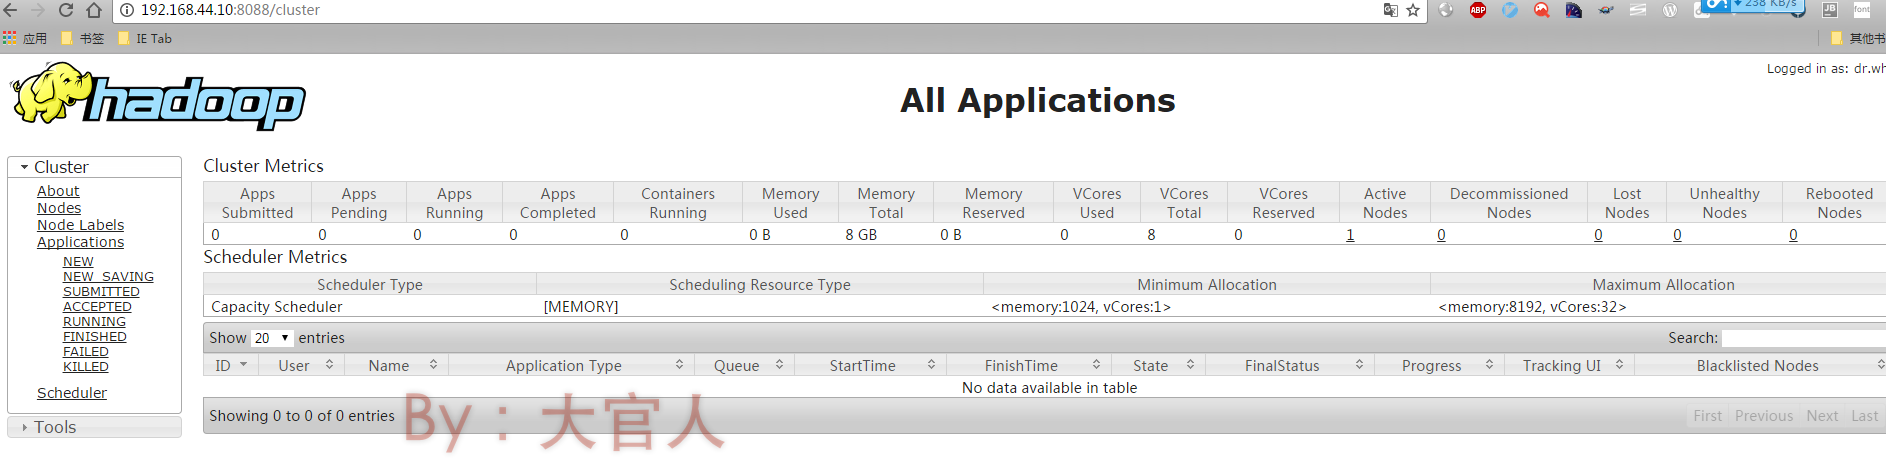 192.168.44.10:8088/cluster
ABP
238 KB/s
JB
font
应用 书签 IE Tab 其他书
hadoop
Logged in as: dr.wh
All Applications
Cluster
About
Nodes
Node Labels
Applications
NEW
NEW_SAVING
SUBMITTED
ACCEPTED
RUNNING
FINISHED
FAILED
KILLED
Scheduler
Tools
Cluster Metrics
Apps Submitted Apps Pending Apps Running Apps Completed Containers Running Memory Used Memory Total Memory Reserved VCores Used VCores Total VCores Reserved Active Nodes Decommissioned Nodes Lost Nodes Unhealthy Nodes Rebooted Nodes
0 0 0 0 0 0 B 8 GB 0 B 0 8 0 1 0 0 0 0
Scheduler Metrics
Scheduler Type Scheduling Resource Type Minimum Allocation Maximum Allocation
Capacity Scheduler [MEMORY] <memory:1024, vCores:1> <memory:8192, vCores:32>
Show 20 entries Search:
ID User Name Application Type Queue StartTime FinishTime State FinalStatus Progress Tracking UI Blacklisted Nodes
No data available in table
Showing 0 to 0 of 0 entries First Previous Next Last
By：大官人